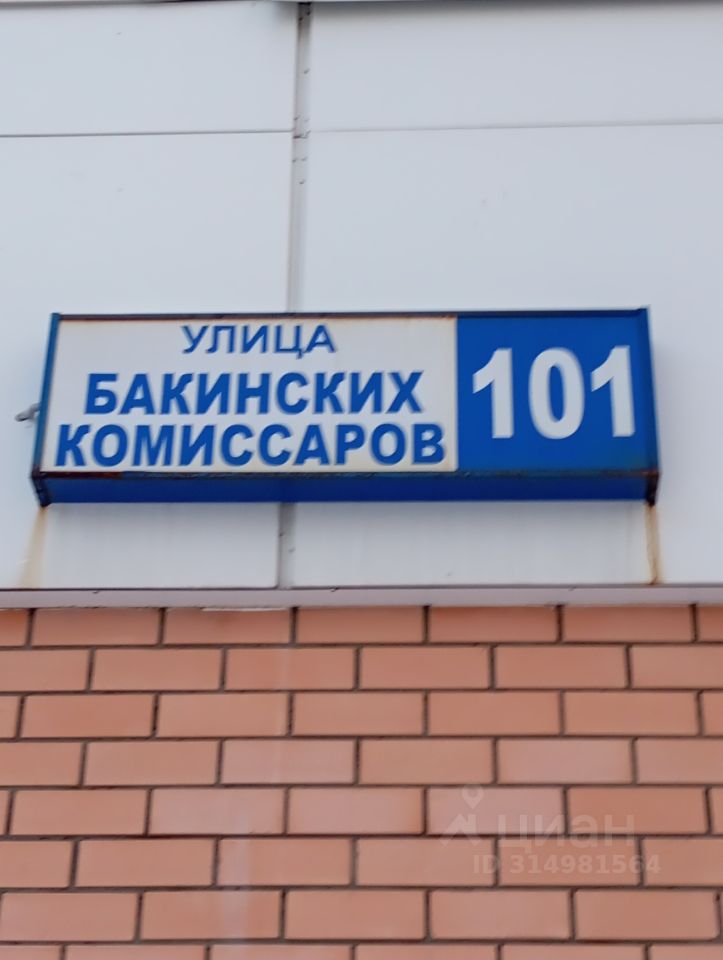 УЛИЦА
БАКИНСКИХ
КОМИССАРОВ
101
циан
ID 314981564